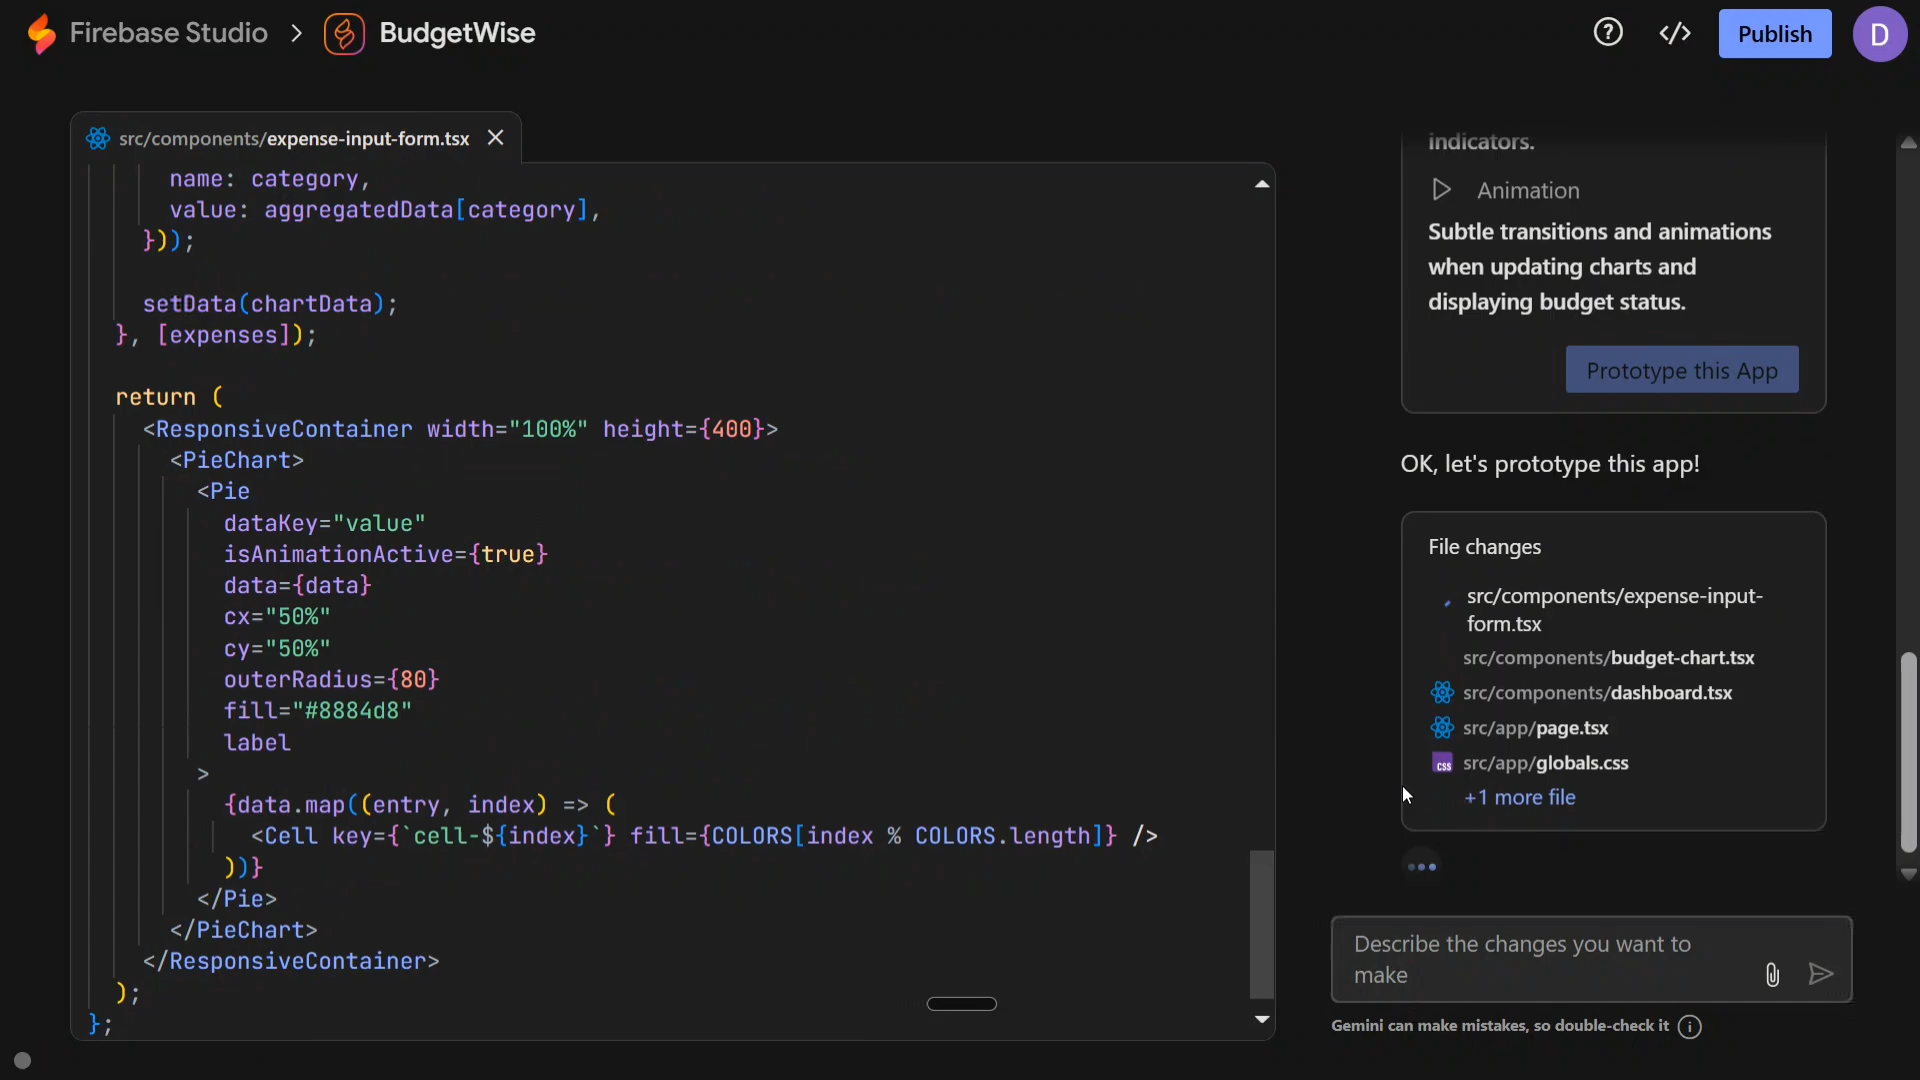 Firebase Studio > BudgetWise
</> Publish D
src/components/expense-input-form.tsx
name: category,
value: aggregatedData[category],
}));
setData(chartData);
}, [expenses]);
return (
<ResponsiveContainer width="100%" height={400}>
<PieChart>
<Pie
dataKey="value"
isAnimationActive={true}
data={data}
cx="50%"
cy="50%"
outerRadius={80}
fill="#8884d8"
label
>
{data.map((entry, index) => (
<Cell key={`cell-${index}`} fill={COLORS[index % COLORS.length]} />
))}
</Pie>
</PieChart>
</ResponsiveContainer>
);
};
indicators.
Animation
Subtle transitions and animations
when updating charts and
displaying budget status.
Prototype this App
OK, let's prototype this app!
File changes
src/components/expense-input-
form.tsx
src/components/budget-chart.tsx
src/components/dashboard.tsx
src/app/page.tsx
css src/app/globals.css
+1 more file
Describe the changes you want to
make
Gemini can make mistakes, so double-check it